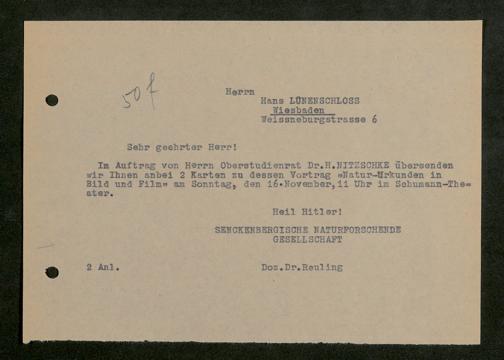 50 f
Herrn
Hans LÜNENSCHLOSS
Wiesbaden
Weissneburgstrasse 6
Sehr geehrter Herr!
Im Auftrag von Herrn Oberstudienrat Dr.H.NITZSCHKE übersenden
wir Ihnen anbei 2 Karten zu dessen Vortrag »Natur-Urkunden in
Bild und Film« am Sonntag, den 16.November,11 Uhr im Schumann-The=
ater.
Heil Hitler!
SENCKENBERGISCHE NATURFORSCHENDE
GESELLSCHAFT
2 Anl.
Doz.Dr.Reuling